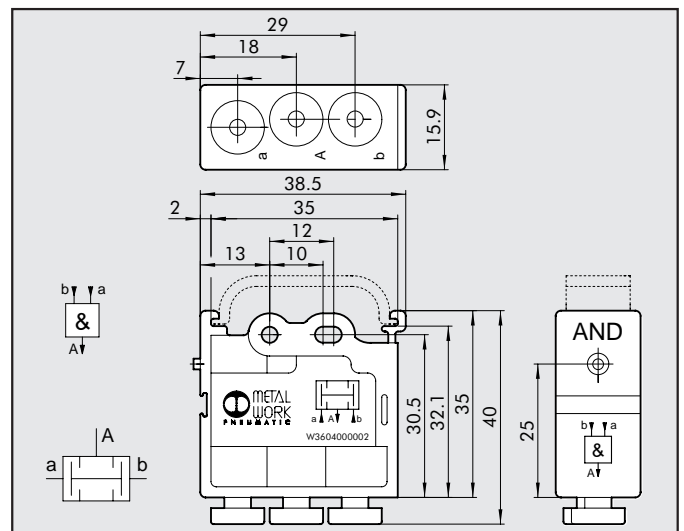 29
18
7
a A b
15.9
38.5
2 35
12
13 10
b a
&
A
METAL
WORK
PNEUMATIC
a A b
W3604000002
30.5
32.1
35
40
A
a b
AND
25
b a
&
A